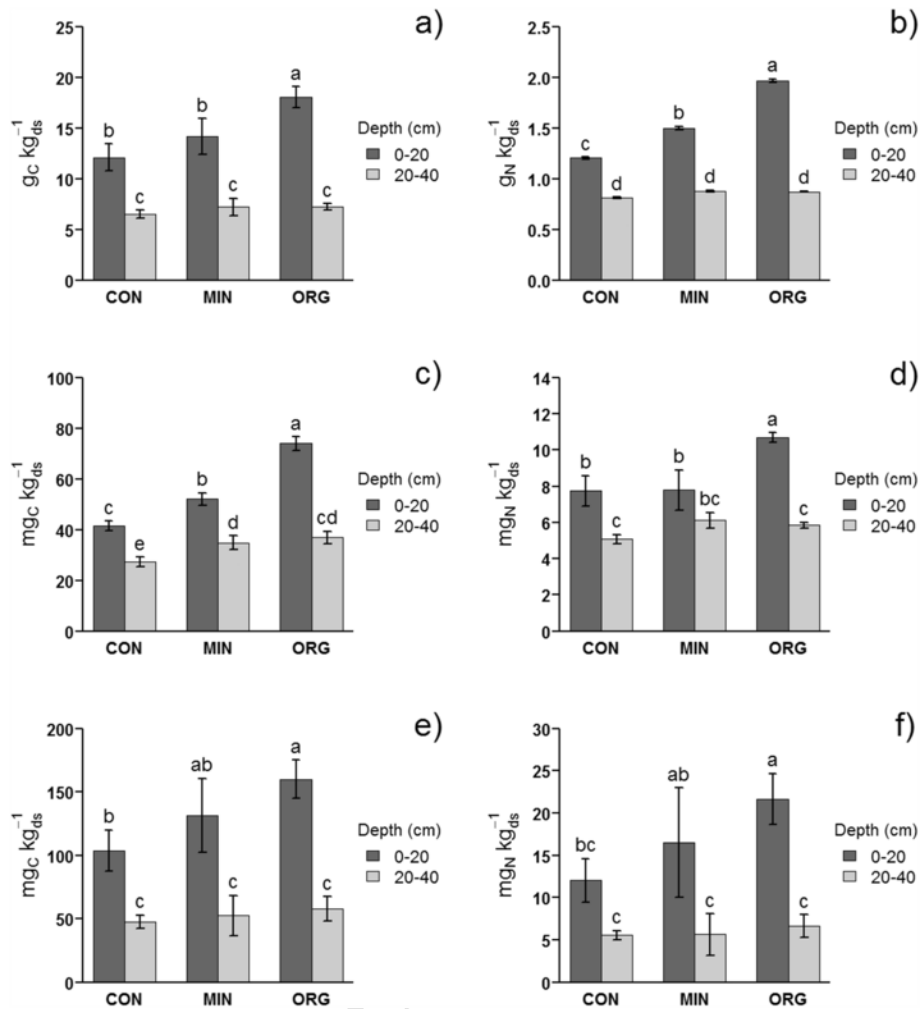 a)
25
20
15
10
5
0
g_C kg_ds^-1
b
c
b
c
a
c
CON MIN ORG
Depth (cm)
0-20
20-40
b)
2.5
2.0
1.5
1.0
0.5
0.0
g_N kg_ds^-1
c
d
b
d
a
d
CON MIN ORG
Depth (cm)
0-20
20-40
c)
100
80
60
40
20
0
mg_C kg_ds^-1
c
e
b
d
a
cd
CON MIN ORG
Depth (cm)
0-20
20-40
d)
14
12
10
8
6
4
2
0
mg_N kg_ds^-1
b
c
b
bc
a
c
CON MIN ORG
Depth (cm)
0-20
20-40
e)
200
150
100
50
0
mg_C kg_ds^-1
b
c
ab
c
a
c
CON MIN ORG
Depth (cm)
0-20
20-40
f)
30
25
20
15
10
5
0
mg_N kg_ds^-1
bc
c
ab
c
a
c
CON MIN ORG
Depth (cm)
0-20
20-40